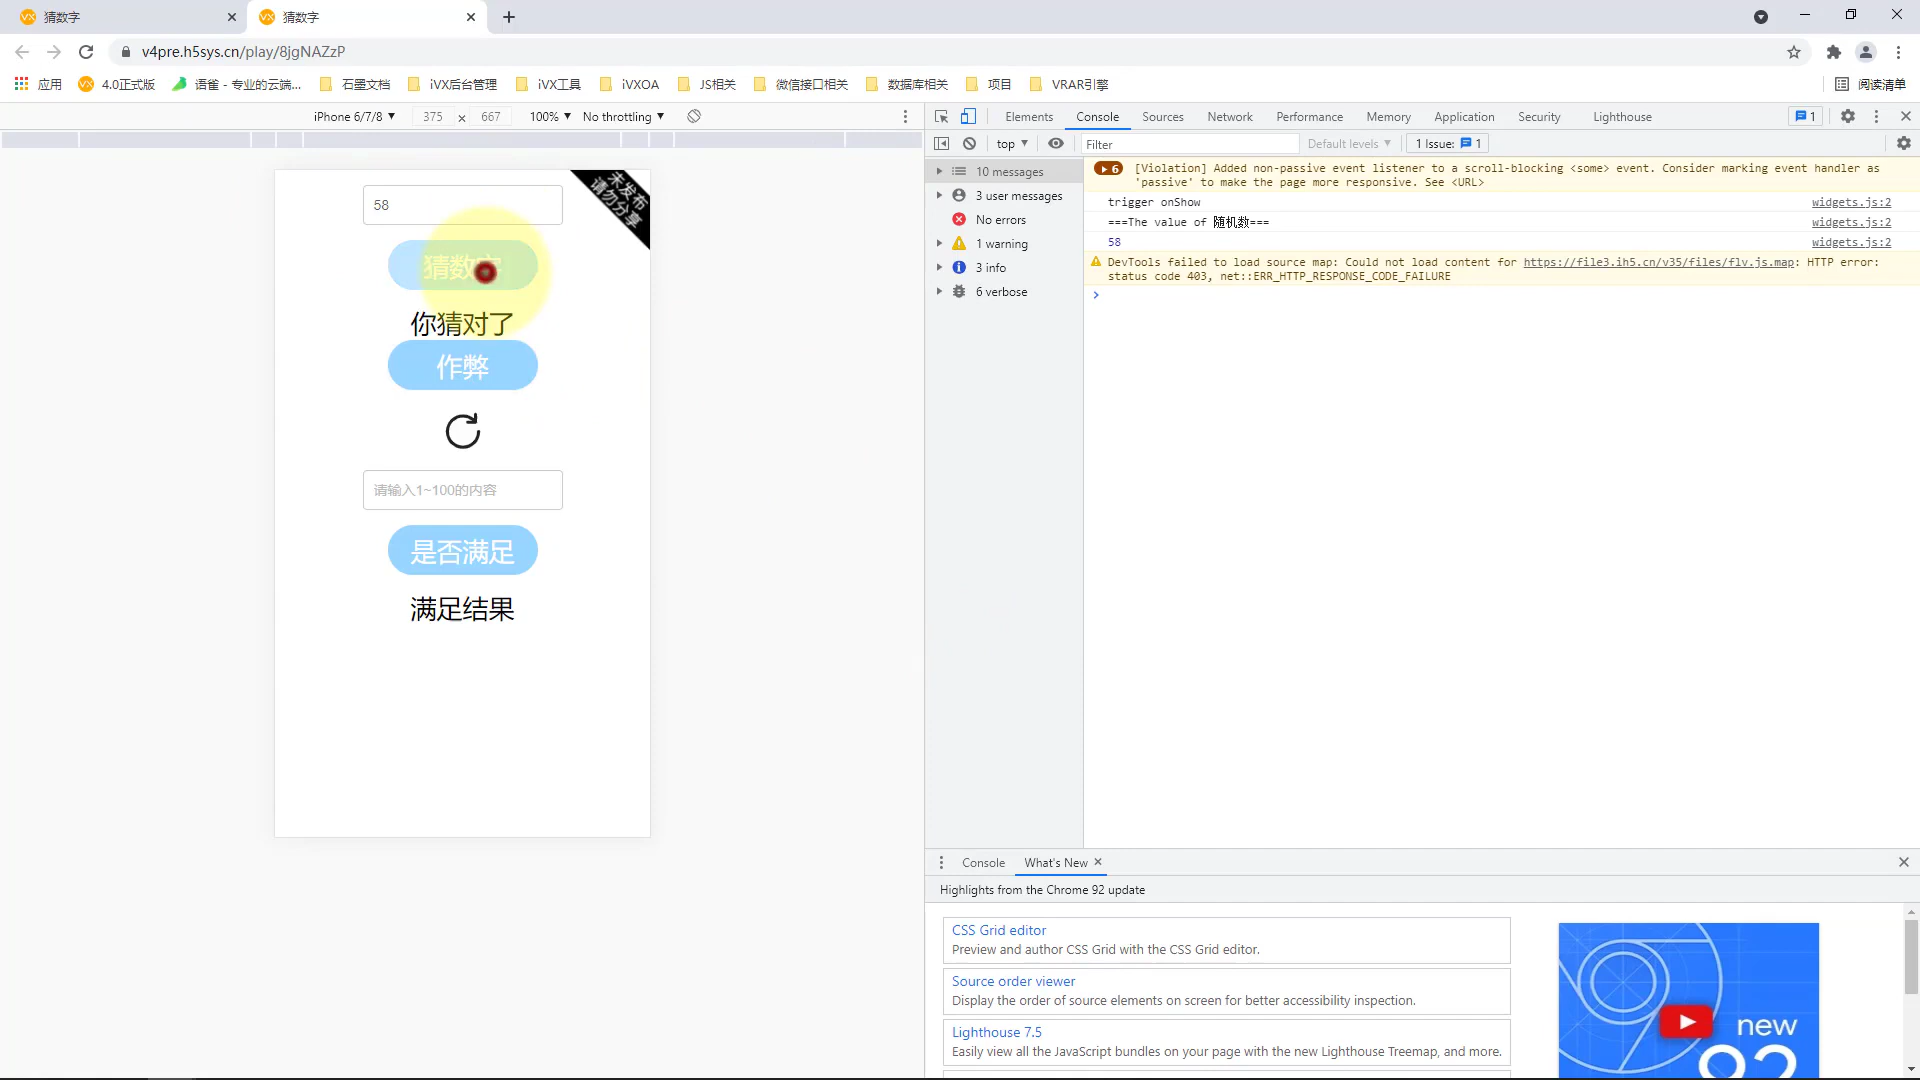 猜数字
猜数字
v4pre.h5sys.cn/play/8jgNAZzP
应用
4.0正式版
语雀 - 专业的云端...
石墨文档
iVX后台管理
iVX工具
iVXOA
JS相关
微信接口相关
数据库相关
项目
VRAR引擎
阅读清单
iPhone 6/7/8 ▼ 375 × 667 100% ▼ No throttling ▼
Elements Console Sources Network Performance Memory Application Security Lighthouse 1
top ▼ Filter Default levels ▼ 1 Issue: 1
未发布
请勿分享
58
猜数字
你猜对了
作弊
请输入1~100的内容
是否满足
满足结果
10 messages
3 user messages
No errors
1 warning
3 info
6 verbose
6 [Violation] Added non-passive event listener to a scroll-blocking <some> event. Consider marking event handler as
'passive' to make the page more responsive. See <URL>
trigger onShow widgets.js:2
===The value of 随机数=== widgets.js:2
58 widgets.js:2
DevTools failed to load source map: Could not load content for https://file3.ih5.cn/v35/files/flv.js.map: HTTP error:
status code 403, net::ERR_HTTP_RESPONSE_CODE_FAILURE
Console What's New
Highlights from the Chrome 92 update
CSS Grid editor
Preview and author CSS Grid with the CSS Grid editor.
Source order viewer
Display the order of source elements on screen for better accessibility inspection.
Lighthouse 7.5
Easily view all the JavaScript bundles on your page with the new Lighthouse Treemap, and more.
new
92